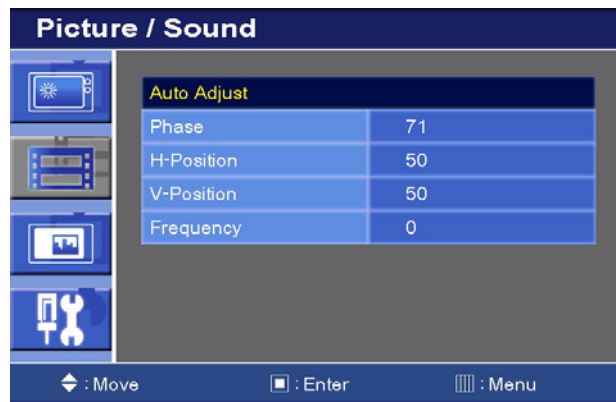 Picture / Sound
Auto Adjust
Phase 71
H-Position 50
V-Position 50
Frequency 0
: Move : Enter : Menu